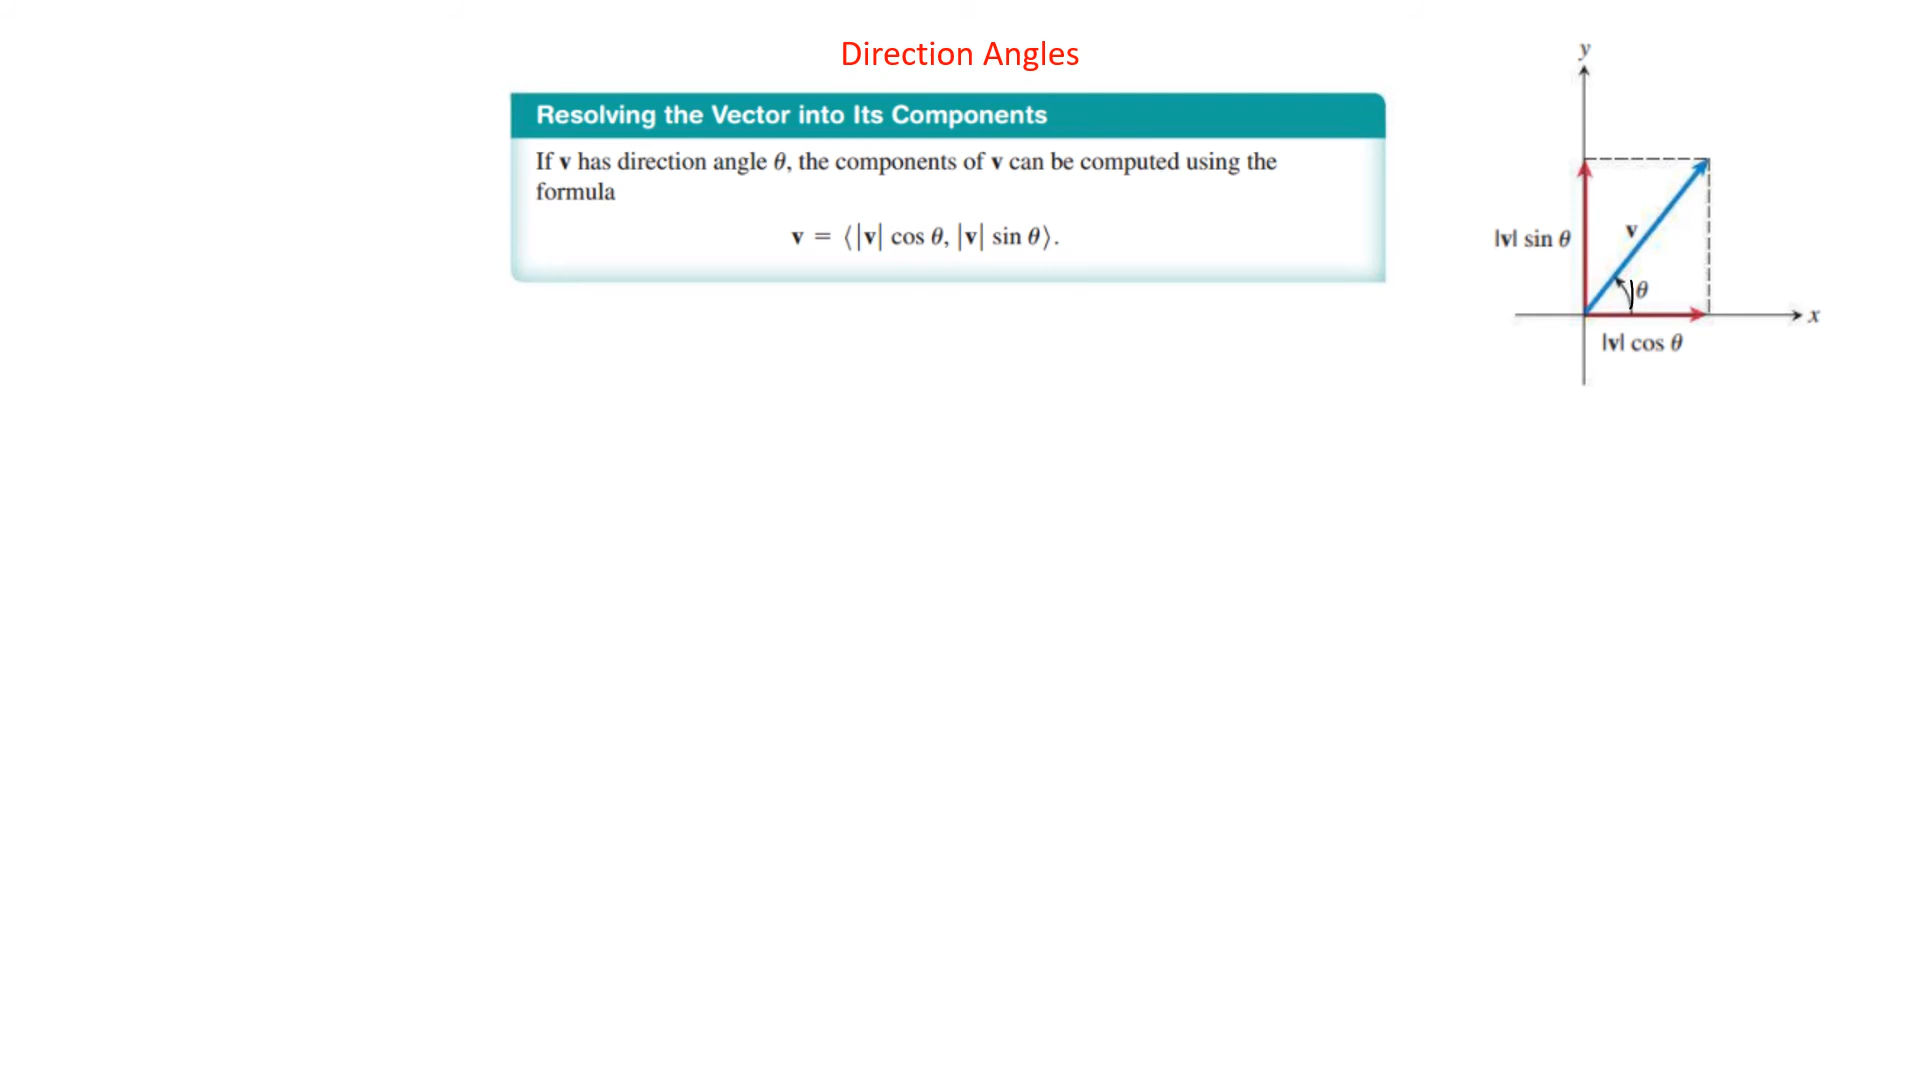 Direction Angles
Resolving the Vector into Its Components
If v has direction angle θ, the components of v can be computed using the
formula
v = ⟨|v| cos θ, |v| sin θ⟩.
y
|v| sin θ
v
θ
x
|v| cos θ